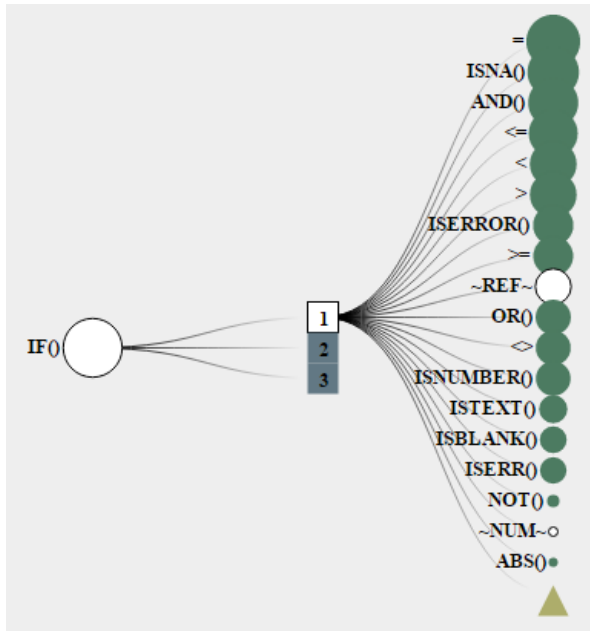 =
ISNA()
AND()
<=
<
>
ISERROR()
>=
~REF~
1
OR()
IF()
2
<>
3
ISNUMBER()
ISTEXT()
ISBLANK()
ISERR()
NOT()
~NUM~
ABS()